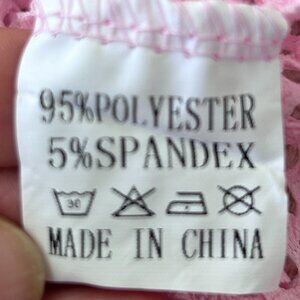 95%POLYESTER
5%SPANDEX
30
MADE IN CHINA